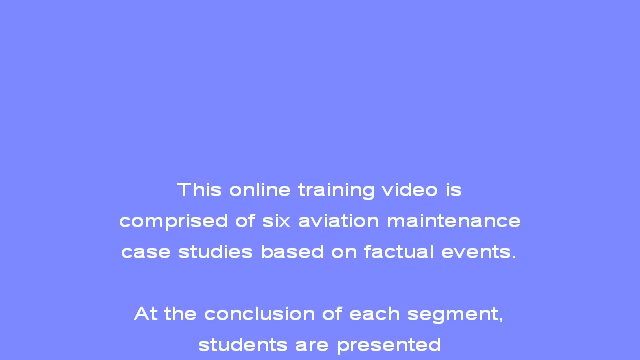 This online training video is
comprised of six aviation maintenance
case studies based on factual events.
At the conclusion of each segment,
students are presented